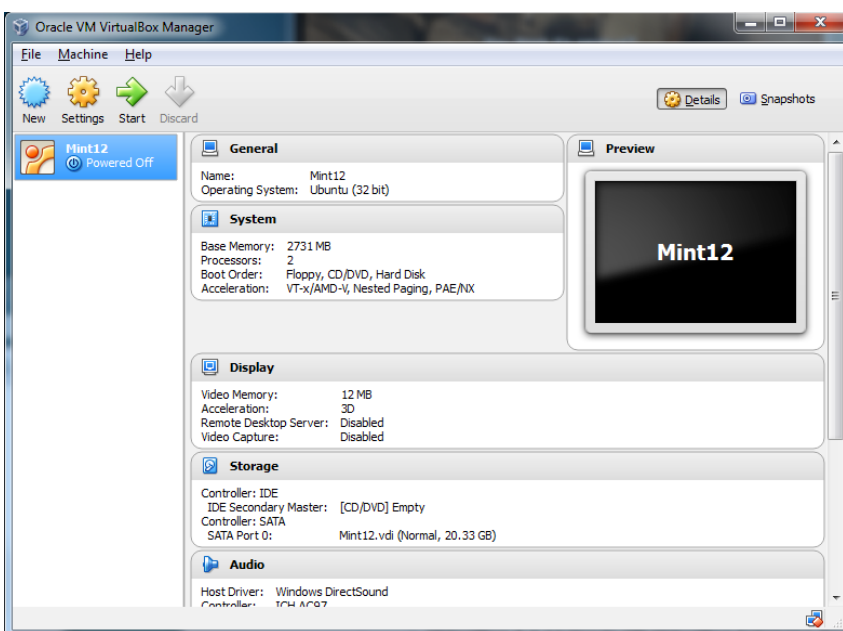 Oracle VM VirtualBox Manager
File Machine Help
New Settings Start Discard
Details Snapshots
Mint12
Powered Off
General
Name: Mint12
Operating System: Ubuntu (32 bit)
System
Base Memory: 2731 MB
Processors: 2
Boot Order: Floppy, CD/DVD, Hard Disk
Acceleration: VT-x/AMD-V, Nested Paging, PAE/NX
Preview
Mint12
Display
Video Memory: 12 MB
Acceleration: 3D
Remote Desktop Server: Disabled
Video Capture: Disabled
Storage
Controller: IDE
IDE Secondary Master: [CD/DVD] Empty
Controller: SATA
SATA Port 0: Mint12.vdi (Normal, 20.33 GB)
Audio
Host Driver: Windows DirectSound
Controller: ICH AC97